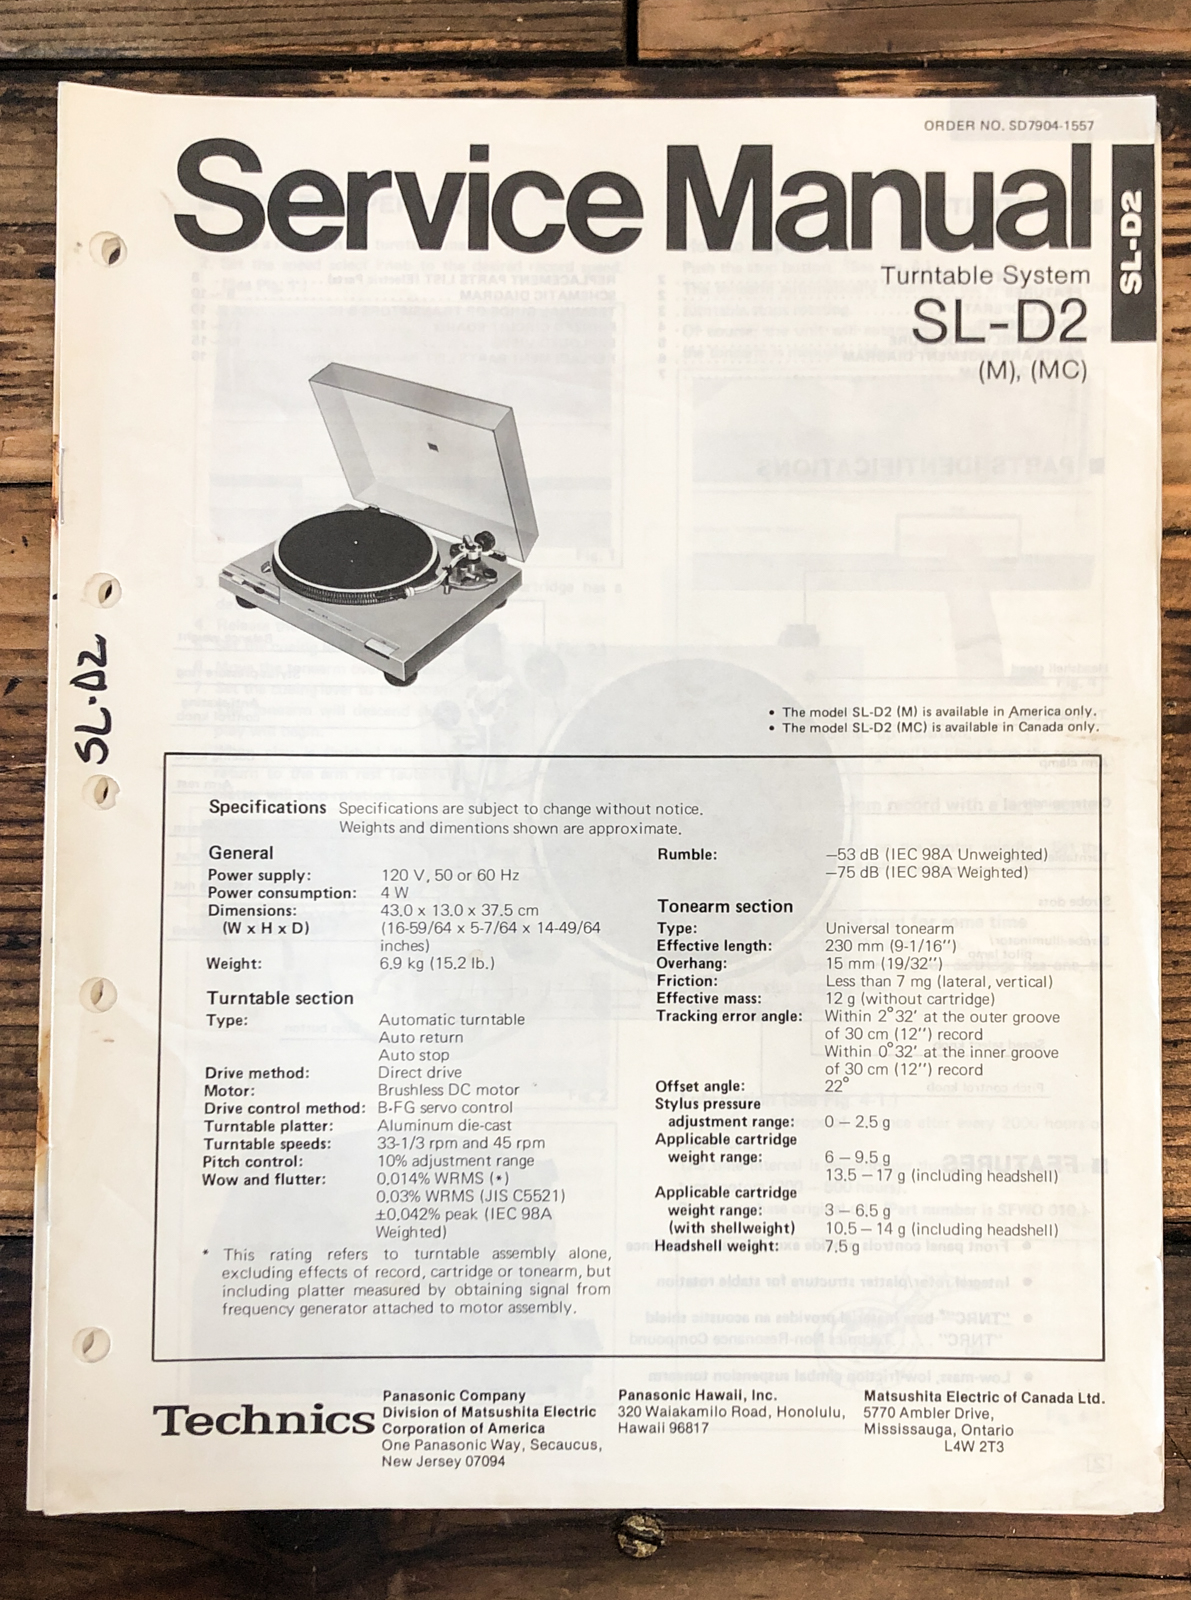 ORDER NO. SD7904-1557
Service Manual
SL-D2
Turntable System
SL-D2
(M), (MC)
SL-D2
• The model SL-D2 (M) is available in America only.
• The model SL-D2 (MC) is available in Canada only.
Specifications Specifications are subject to change without notice.
Weights and dimentions shown are approximate.
General
Power supply: 120 V, 50 or 60 Hz
Power consumption: 4 W
Dimensions: 43.0 x 13.0 x 37.5 cm
(W x H x D) (16-59/64 x 5-7/64 x 14-49/64
inches)
Weight: 6.9 kg (15.2 lb.)
Turntable section
Type: Automatic turntable
Auto return
Auto stop
Drive method: Direct drive
Motor: Brushless DC motor
Drive control method: B·FG servo control
Turntable platter: Aluminum die-cast
Turntable speeds: 33-1/3 rpm and 45 rpm
Pitch control: 10% adjustment range
Wow and flutter: 0.014% WRMS (*)
0.03% WRMS (JIS C5521)
±0.042% peak (IEC 98A
Weighted)
* This rating refers to turntable assembly alone,
excluding effects of record, cartridge or tonearm, but
including platter measured by obtaining signal from
frequency generator attached to motor assembly.
Rumble: —53 dB (IEC 98A Unweighted)
—75 dB (IEC 98A Weighted)
Tonearm section
Type: Universal tonearm
Effective length: 230 mm (9-1/16")
Overhang: 15 mm (19/32")
Friction: Less than 7 mg (lateral, vertical)
Effective mass: 12 g (without cartridge)
Tracking error angle: Within 2°32' at the outer groove
of 30 cm (12") record
Within 0°32' at the inner groove
of 30 cm (12") record
Offset angle: 22°
Stylus pressure
adjustment range: 0 — 2.5 g
Applicable cartridge
weight range: 6 — 9.5 g
13.5 — 17 g (including headshell)
Applicable cartridge
weight range: 3 — 6.5 g
(with shellweight) 10.5 — 14 g (including headshell)
Headshell weight: 7.5 g
Technics
Panasonic Company
Division of Matsushita Electric
Corporation of America
One Panasonic Way, Secaucus,
New Jersey 07094
Panasonic Hawaii, Inc.
320 Waiakamilo Road, Honolulu,
Hawaii 96817
Matsushita Electric of Canada Ltd.
5770 Ambler Drive,
Mississauga, Ontario
L4W 2T3